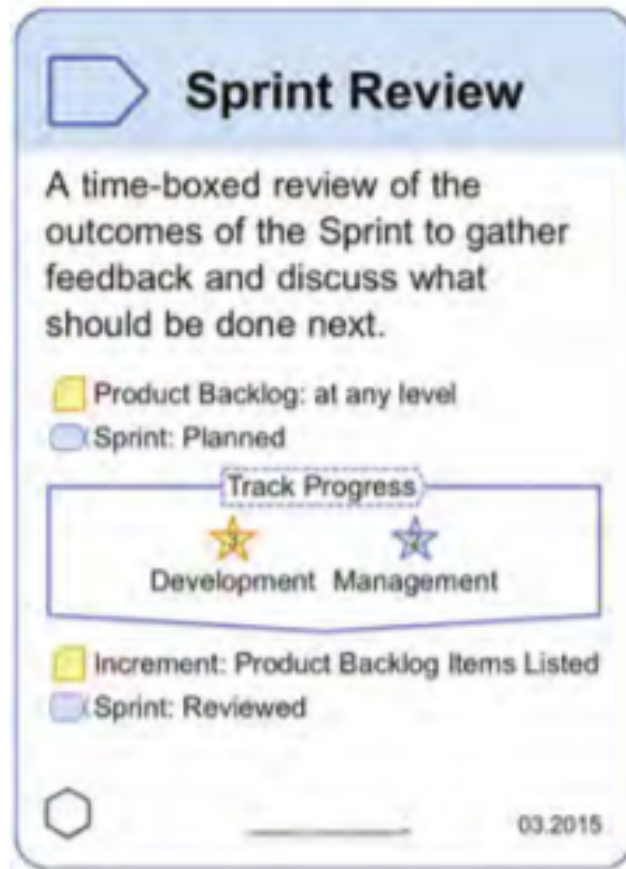 Sprint Review
A time-boxed review of the
outcomes of the Sprint to gather
feedback and discuss what
should be done next.
Product Backlog: at any level
Sprint: Planned
Track Progress
3
Development Management
Increment: Product Backlog Items Listed
Sprint: Reviewed
03.2015